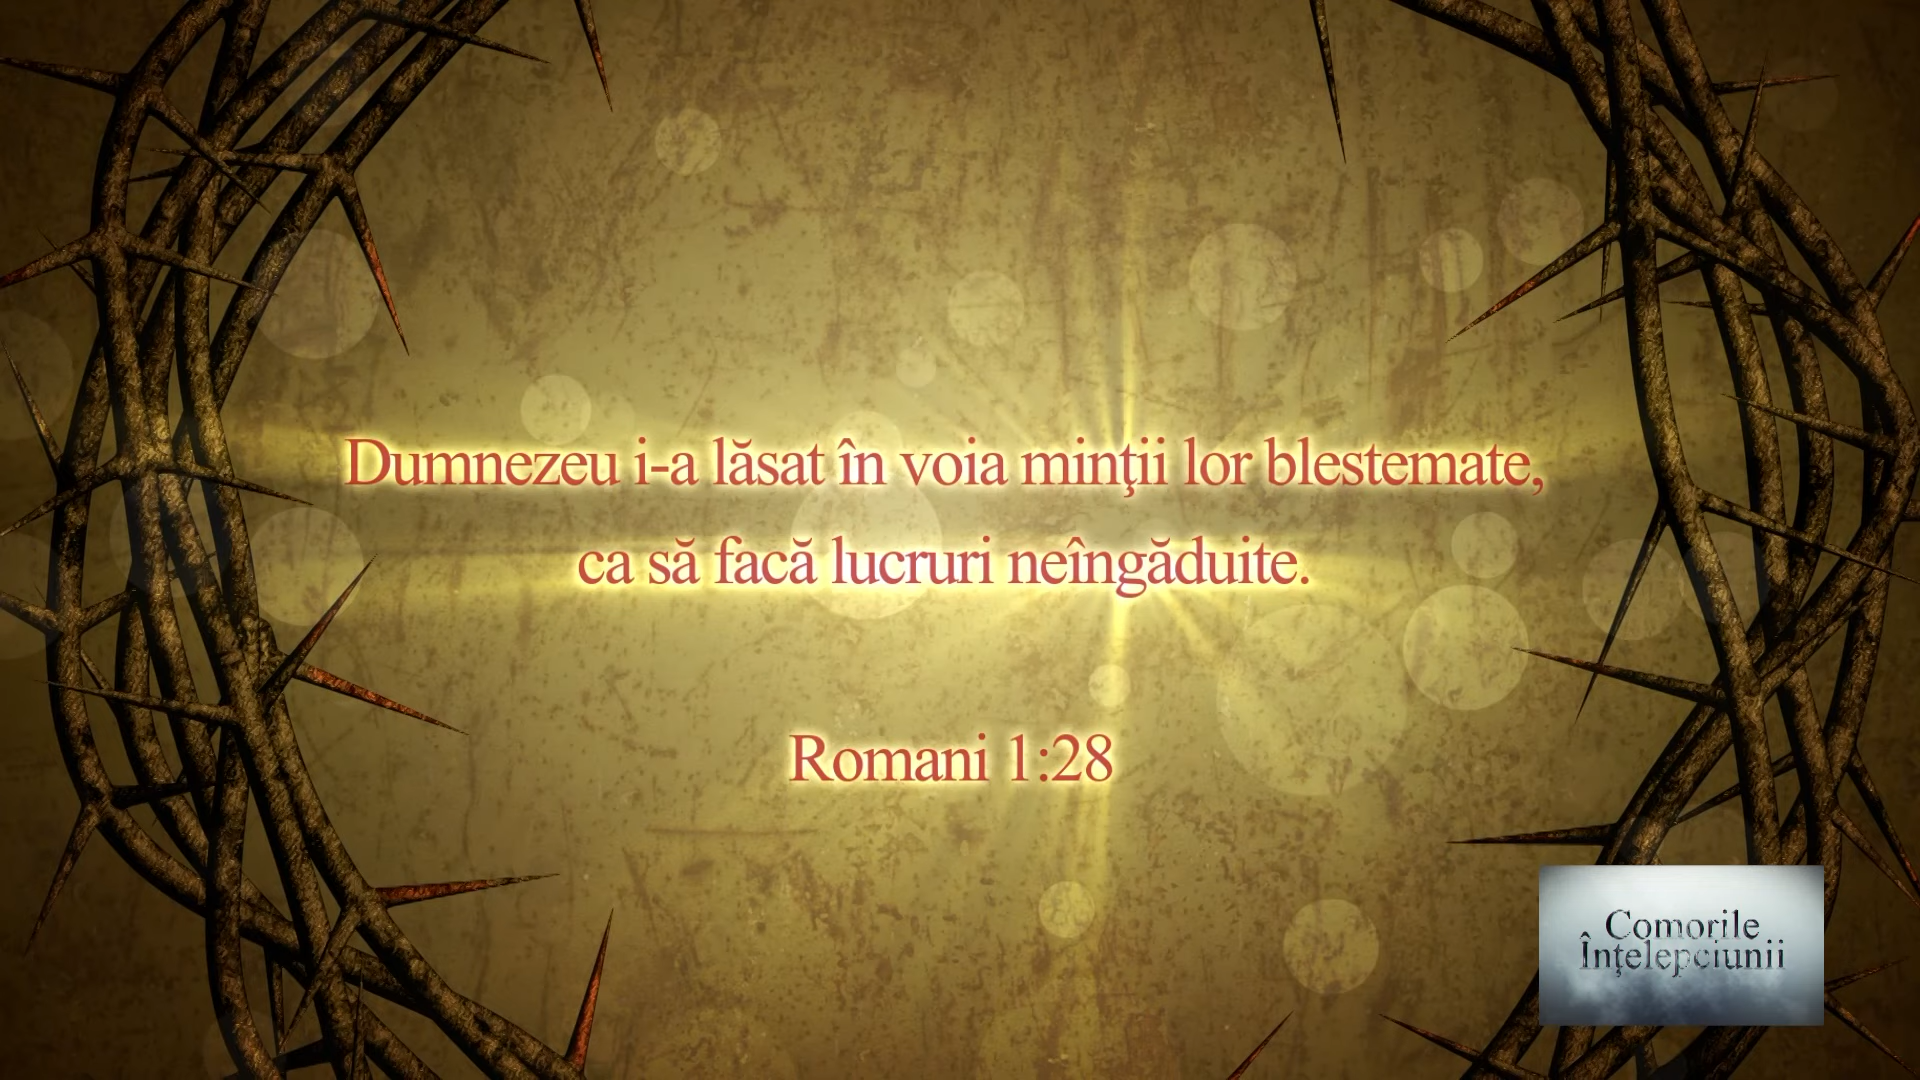 Dumnezeu i-a lăsat în voia minţii lor blestemate,
ca să facă lucruri neîngăduite.
Romani 1:28
Comorile
Înţelepciunii